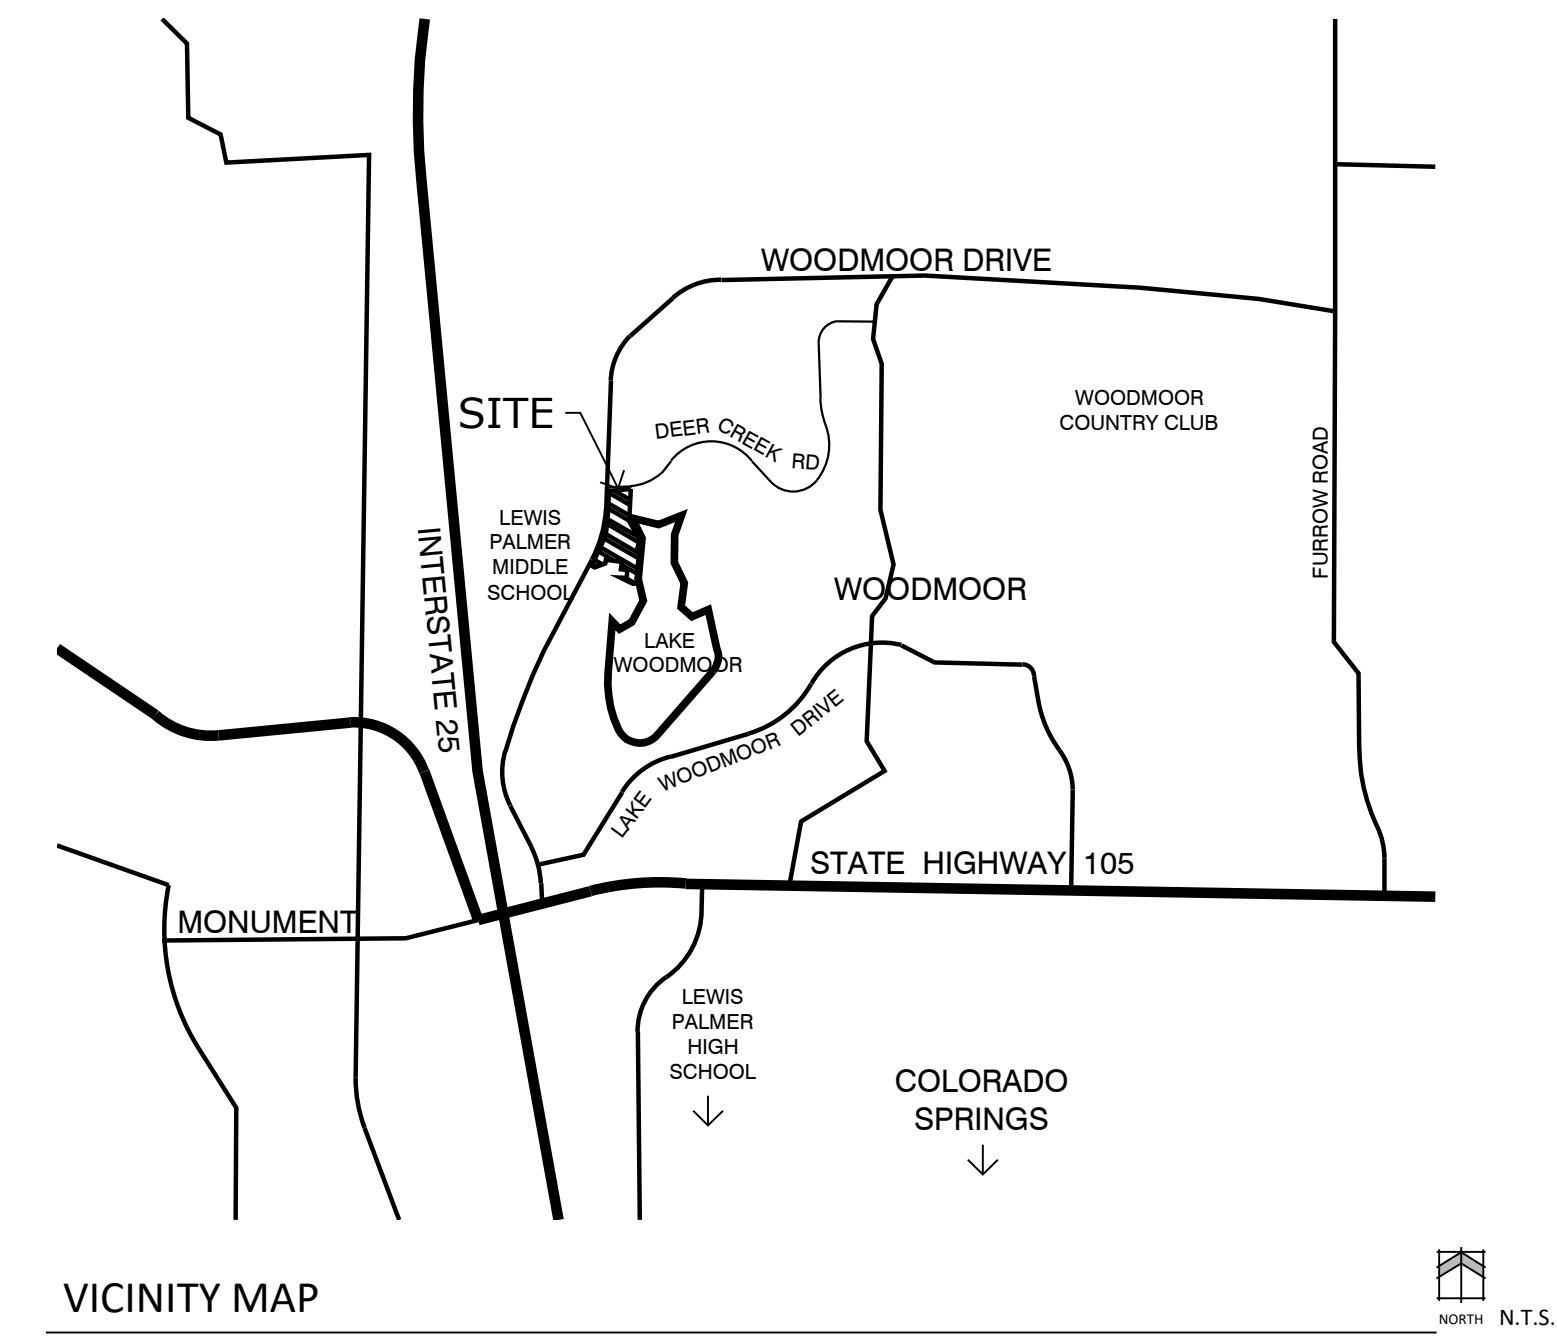 WOODMOOR DRIVE
SITE
DEER CREEK RD
WOODMOOR
COUNTRY CLUB
FURROW ROAD
LEWIS
PALMER
MIDDLE
SCHOOL
INTERSTATE 25
WOODMOOR
LAKE
WOODMOOR
LAKE WOODMOOR DRIVE
STATE HIGHWAY 105
MONUMENT
LEWIS
PALMER
HIGH
SCHOOL
COLORADO
SPRINGS
VICINITY MAP
NORTH N.T.S.